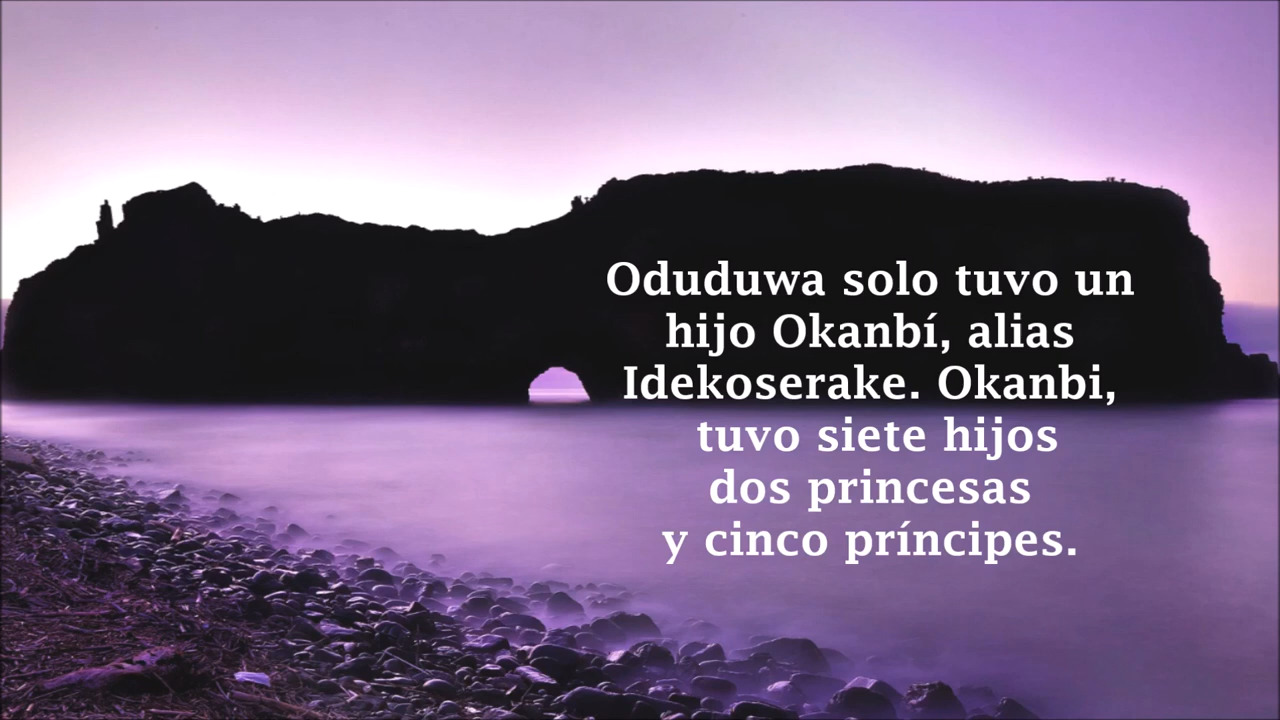 Oduduwa solo tuvo un
hijo Okanbí, alias
Idekoserake. Okanbi,
tuvo siete hijos
dos princesas
y cinco príncipes.